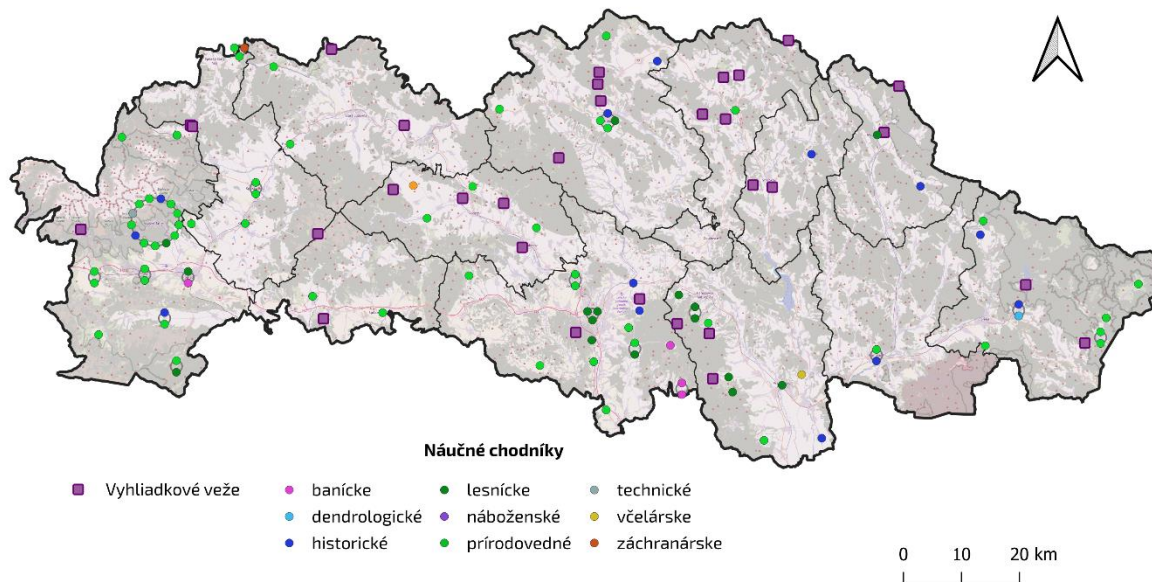 Náučné chodníky
Vyhliadkové veže
banícke
lesnícke
technické
dendrologické
náboženské
včelárske
historické
prírodovedné
záchranárske
0 10 20 km